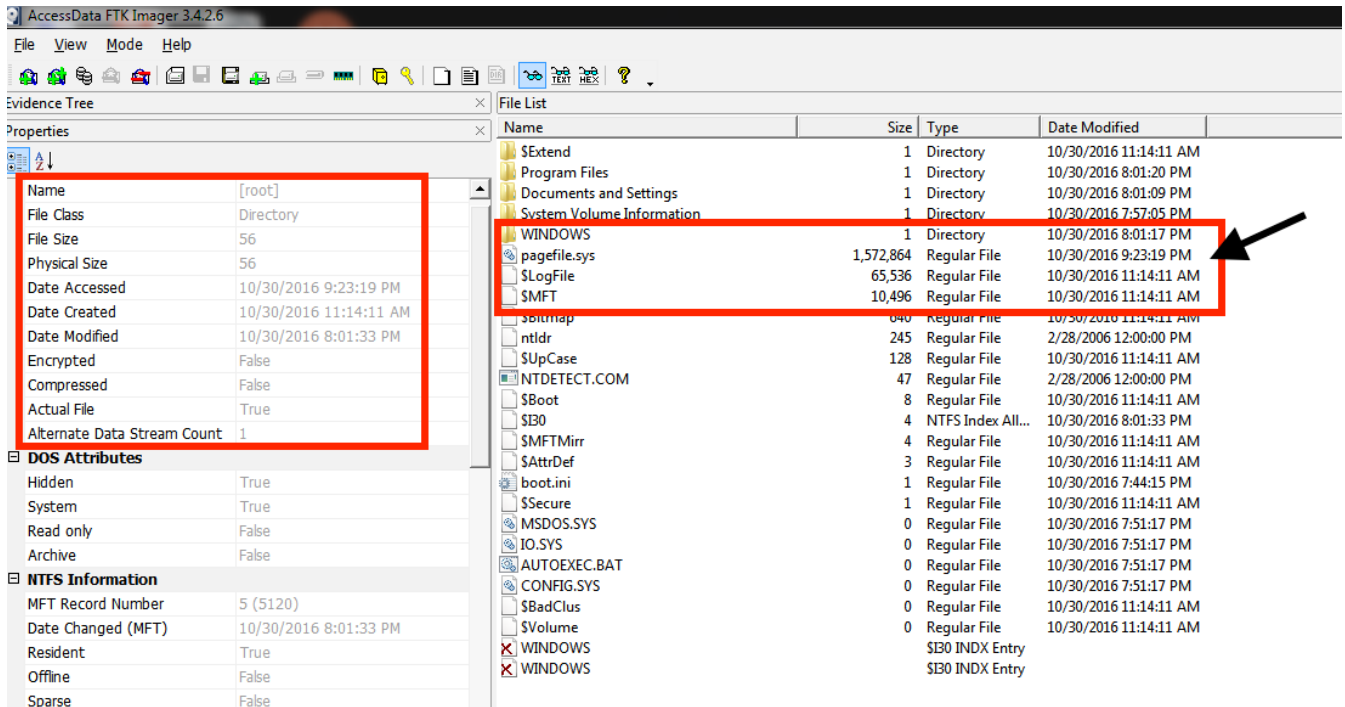 AccessData FTK Imager 3.4.2.6
File View Mode Help
TEXT HEX ?
Evidence Tree ×
Properties ×
Name [root]
File Class Directory
File Size 56
Physical Size 56
Date Accessed 10/30/2016 9:23:19 PM
Date Created 10/30/2016 11:14:11 AM
Date Modified 10/30/2016 8:01:33 PM
Encrypted False
Compressed False
Actual File True
Alternate Data Stream Count 1
DOS Attributes
Hidden True
System True
Read only False
Archive False
NTFS Information
MFT Record Number 5 (5120)
Date Changed (MFT) 10/30/2016 8:01:33 PM
Resident True
Offline False
Sparse False
File List
Name Size Type Date Modified
$Extend 1 Directory 10/30/2016 11:14:11 AM
Program Files 1 Directory 10/30/2016 8:01:20 PM
Documents and Settings 1 Directory 10/30/2016 8:01:09 PM
System Volume Information 1 Directory 10/30/2016 7:57:05 PM
WINDOWS 1 Directory 10/30/2016 8:01:17 PM
pagefile.sys 1,572,864 Regular File 10/30/2016 9:23:19 PM
$LogFile 65,536 Regular File 10/30/2016 11:14:11 AM
$MFT 10,496 Regular File 10/30/2016 11:14:11 AM
$Bitmap 640 Regular File 10/30/2016 11:14:11 AM
ntldr 245 Regular File 2/28/2006 12:00:00 PM
$UpCase 128 Regular File 10/30/2016 11:14:11 AM
NTDETECT.COM 47 Regular File 2/28/2006 12:00:00 PM
$Boot 8 Regular File 10/30/2016 11:14:11 AM
$I30 4 NTFS Index All... 10/30/2016 8:01:33 PM
$MFTMirr 4 Regular File 10/30/2016 11:14:11 AM
$AttrDef 3 Regular File 10/30/2016 11:14:11 AM
boot.ini 1 Regular File 10/30/2016 7:44:15 PM
$Secure 1 Regular File 10/30/2016 11:14:11 AM
MSDOS.SYS 0 Regular File 10/30/2016 7:51:17 PM
IO.SYS 0 Regular File 10/30/2016 7:51:17 PM
AUTOEXEC.BAT 0 Regular File 10/30/2016 7:51:17 PM
CONFIG.SYS 0 Regular File 10/30/2016 7:51:17 PM
$BadClus 0 Regular File 10/30/2016 11:14:11 AM
$Volume 0 Regular File 10/30/2016 11:14:11 AM
WINDOWS $I30 INDX Entry
WINDOWS $I30 INDX Entry